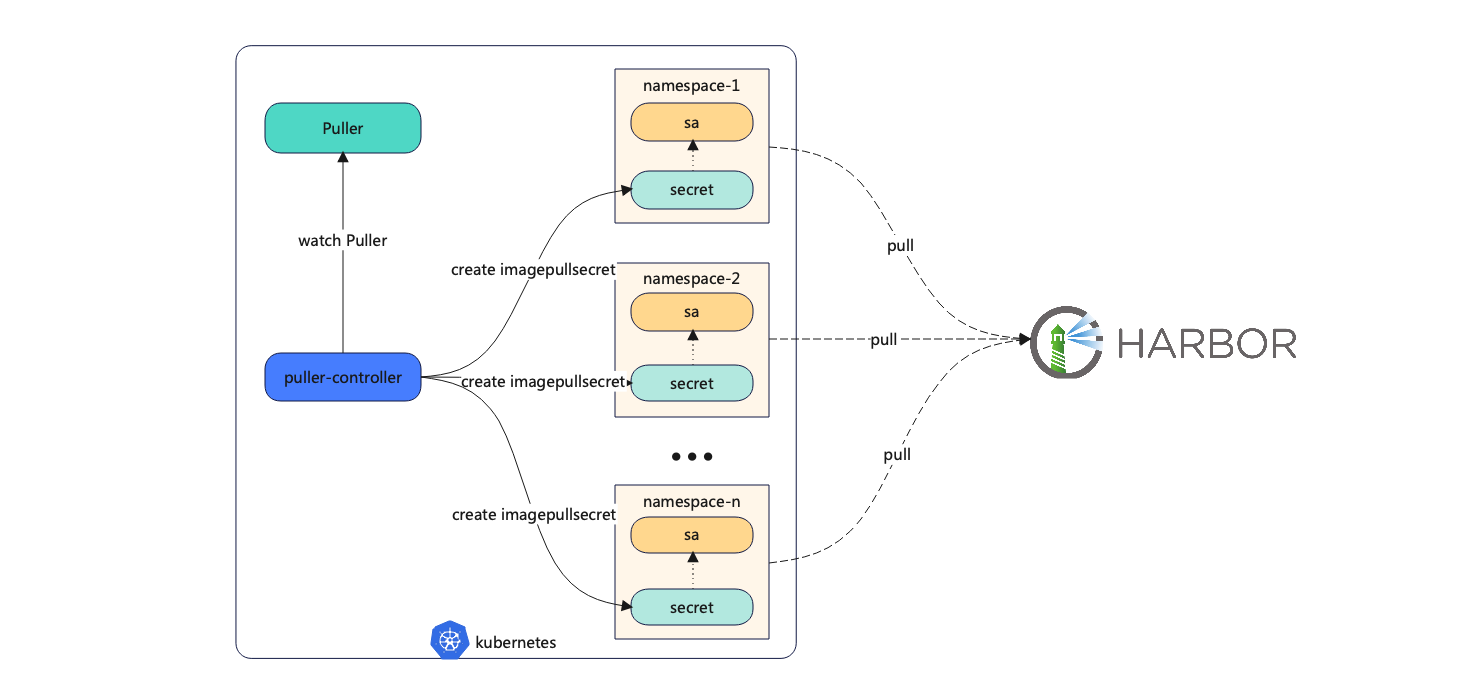 namespace-1
Puller
sa
secret
watch Puller
pull
create imagepullsecret
namespace-2
sa
pull
HARBOR
puller-controller
create imagepullsecret
secret
pull
namespace-n
create imagepullsecret
sa
secret
kubernetes